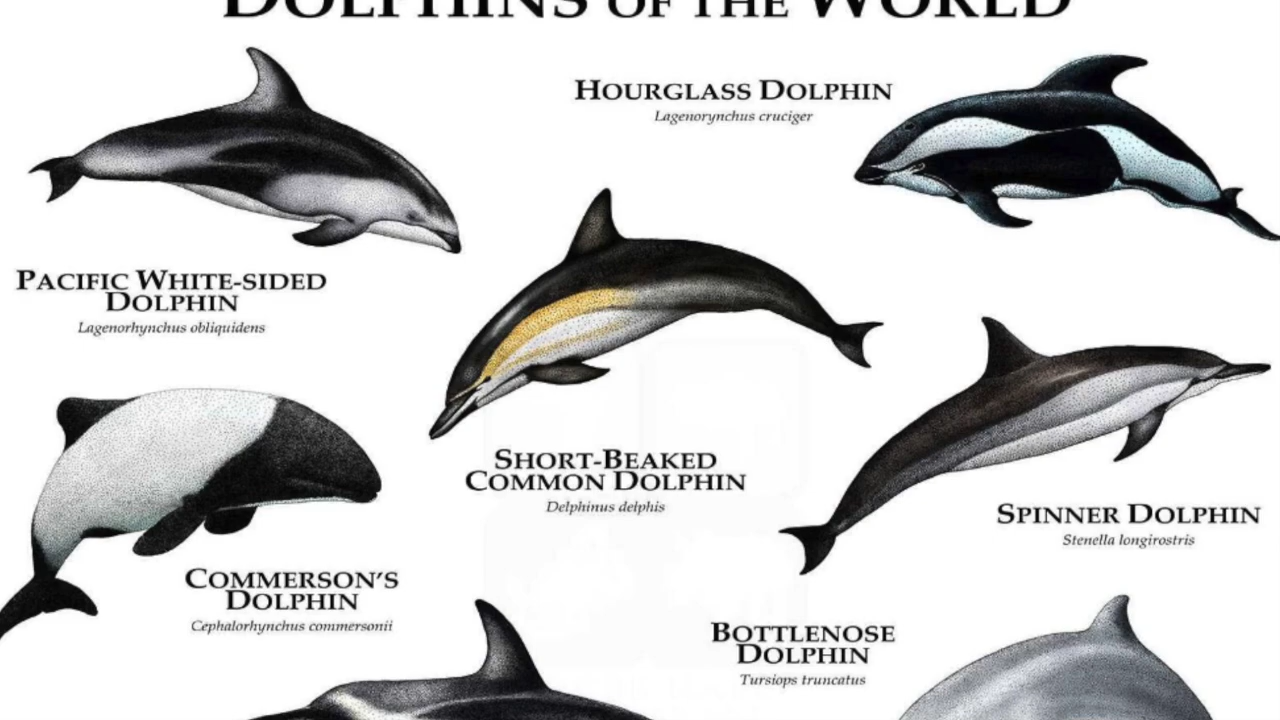 DOLPHINS OF THE WORLD
HOURGLASS DOLPHIN
Lagenorynchus cruciger
PACIFIC WHITE-SIDED
DOLPHIN
Lagenorhynchus obliquidens
SHORT-BEAKED
COMMON DOLPHIN
Delphinus delphis
SPINNER DOLPHIN
Stenella longirostris
COMMERSON'S
DOLPHIN
Cephalorhynchus commersonii
BOTTLENOSE
DOLPHIN
Tursiops truncatus